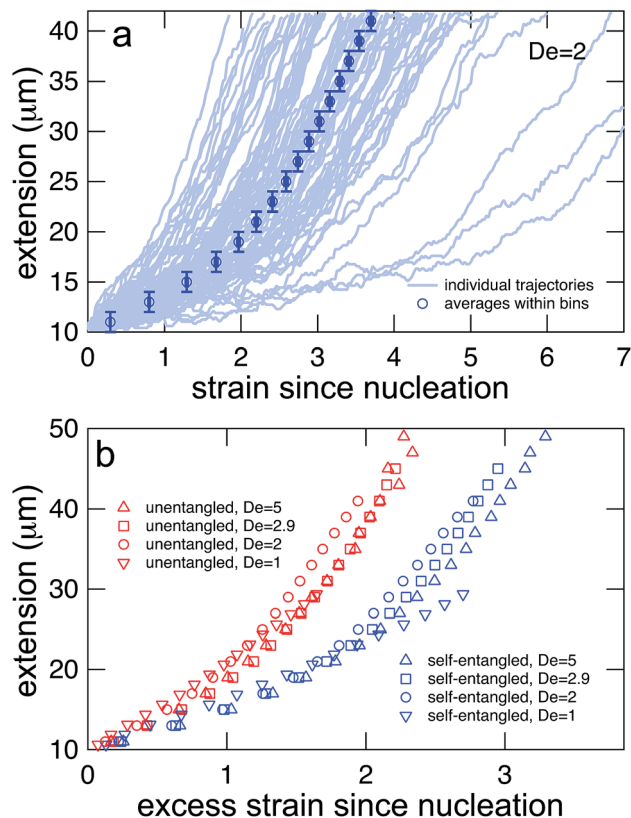 a
De=2
extension (μm)
40
30
20
10
individual trajectories
averages within bins
0 1 2 3 4 5 6 7
strain since nucleation
b
50
40
30
20
10
extension (μm)
unentangled, De=5
unentangled, De=2.9
unentangled, De=2
unentangled, De=1
self-entangled, De=5
self-entangled, De=2.9
self-entangled, De=2
self-entangled, De=1
0 1 2 3
excess strain since nucleation